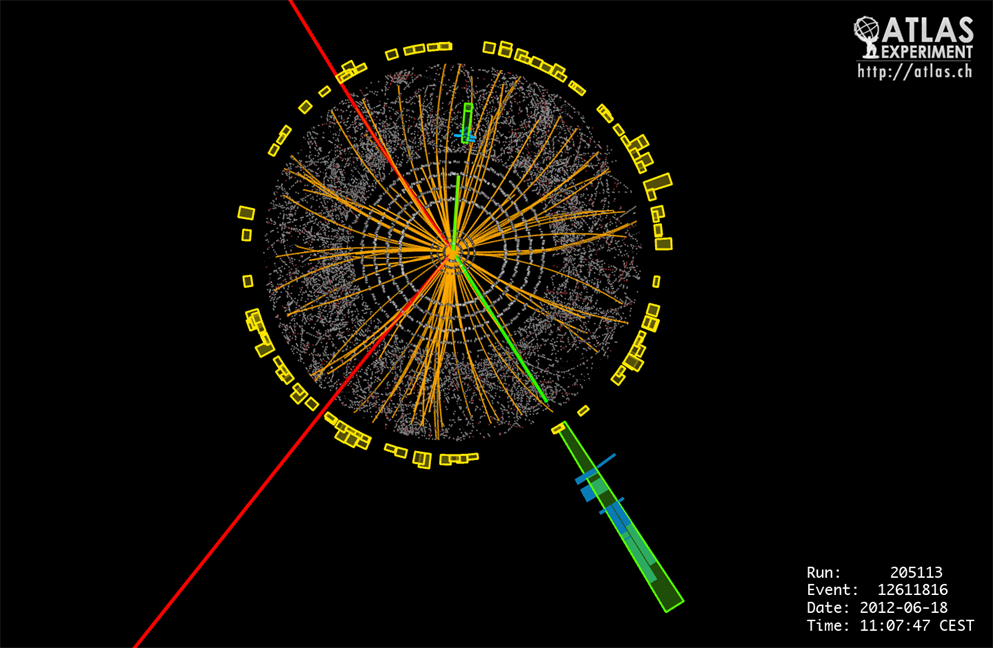 ATLAS
EXPERIMENT
http://atlas.ch
Run: 205113
Event: 12611816
Date: 2012-06-18
Time: 11:07:47 CEST